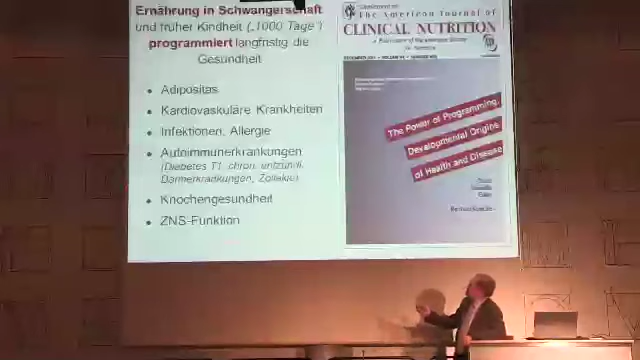 Ernährung in Schwangerschaft
und früher Kindheit („1000 Tage“)
programmiert langfristig die
Gesundheit
• Adipositas
• Kardiovaskuläre Krankheiten
• Infektionen, Allergie
• Autoimmunerkrankungen
(Diabetes T1, chron. entzündl.
Darmerkrankungen, Zöliakie)
• Knochengesundheit
• ZNS-Funktion
The American Journal of
CLINICAL NUTRITION
The Power of Programming,
Developmental Origins
of Health and Disease